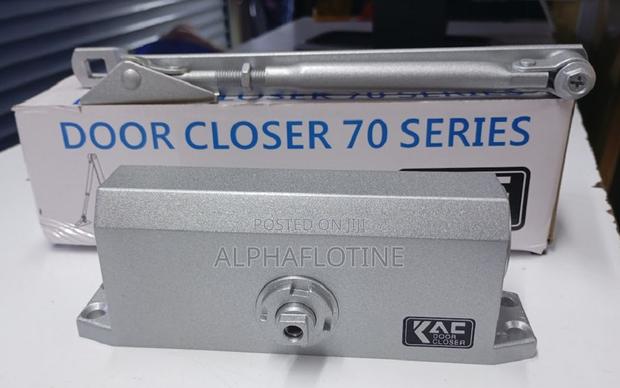 DOOR CLOSER 70 SERIES
POSTED ON JIJI
ALPHAFLOTINE
KAC
DOOR
CLOSER